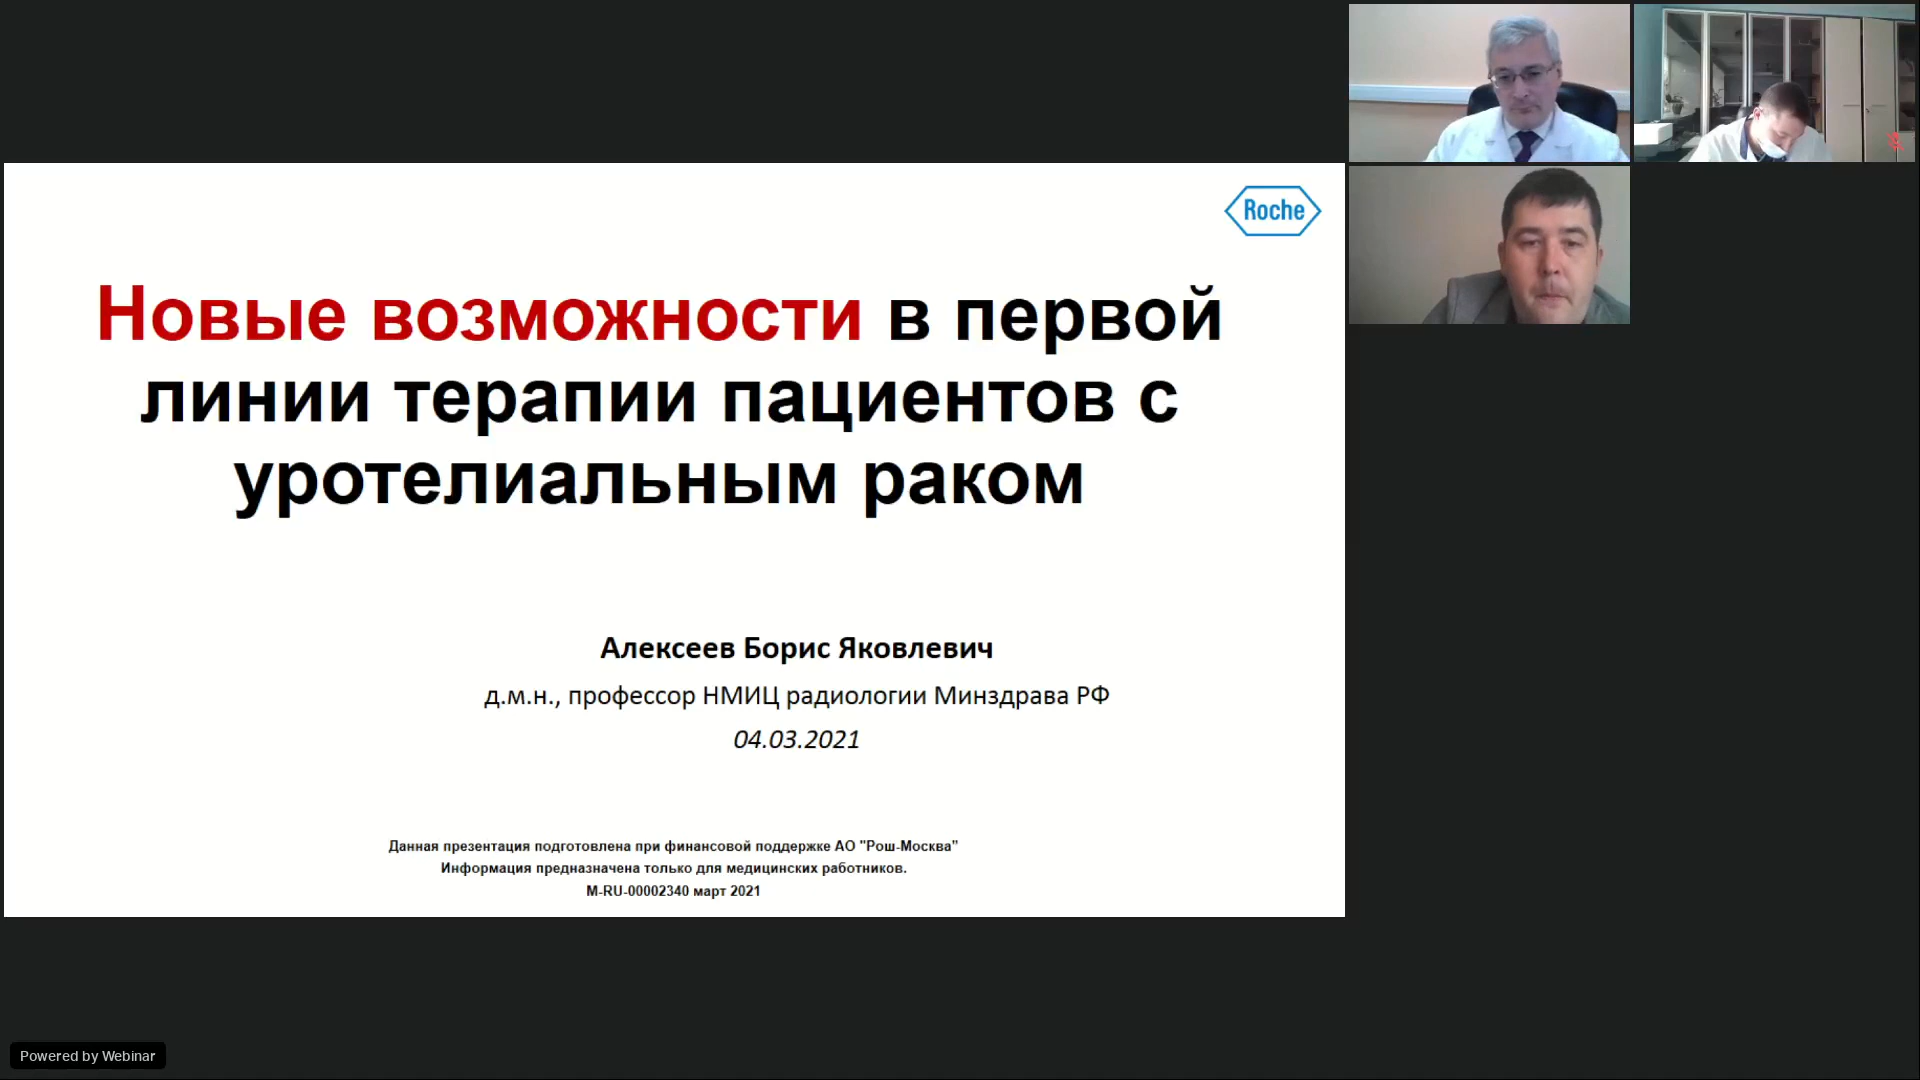 Roche
Новые возможности в первой
линии терапии пациентов с
уротелиальным раком
Алексеев Борис Яковлевич
д.м.н., профессор НМИЦ радиологии Минздрава РФ
04.03.2021
Данная презентация подготовлена при финансовой поддержке АО "Рош-Москва"
Информация предназначена только для медицинских работников.
M-RU-00002340 март 2021
Powered by Webinar